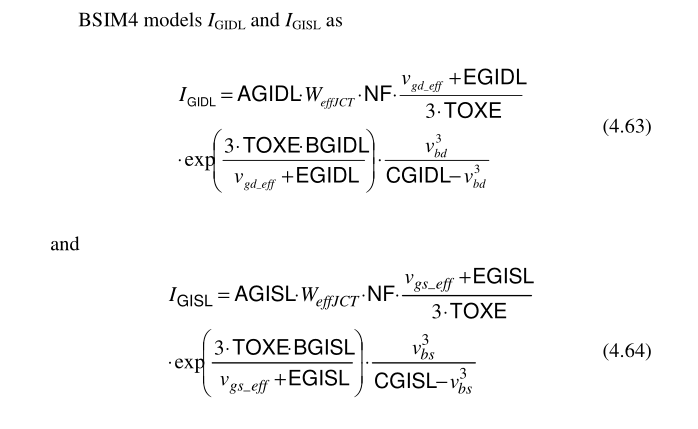 BSIM4 models I_GIDL and I_GISL as
I_GIDL = AGIDL·W_effJCT·NF· (v_gd_eff +EGIDL) / (3·TOXE)
·exp( (3·TOXE·BGIDL) / (v_gd_eff +EGIDL) )· v_bd^3 / (CGIDL–v_bd^3)
(4.63)
and
I_GISL = AGISL·W_effJCT·NF· (v_gs_eff +EGISL) / (3·TOXE)
·exp( (3·TOXE·BGISL) / (v_gs_eff +EGISL) )· v_bs^3 / (CGISL–v_bs^3)
(4.64)